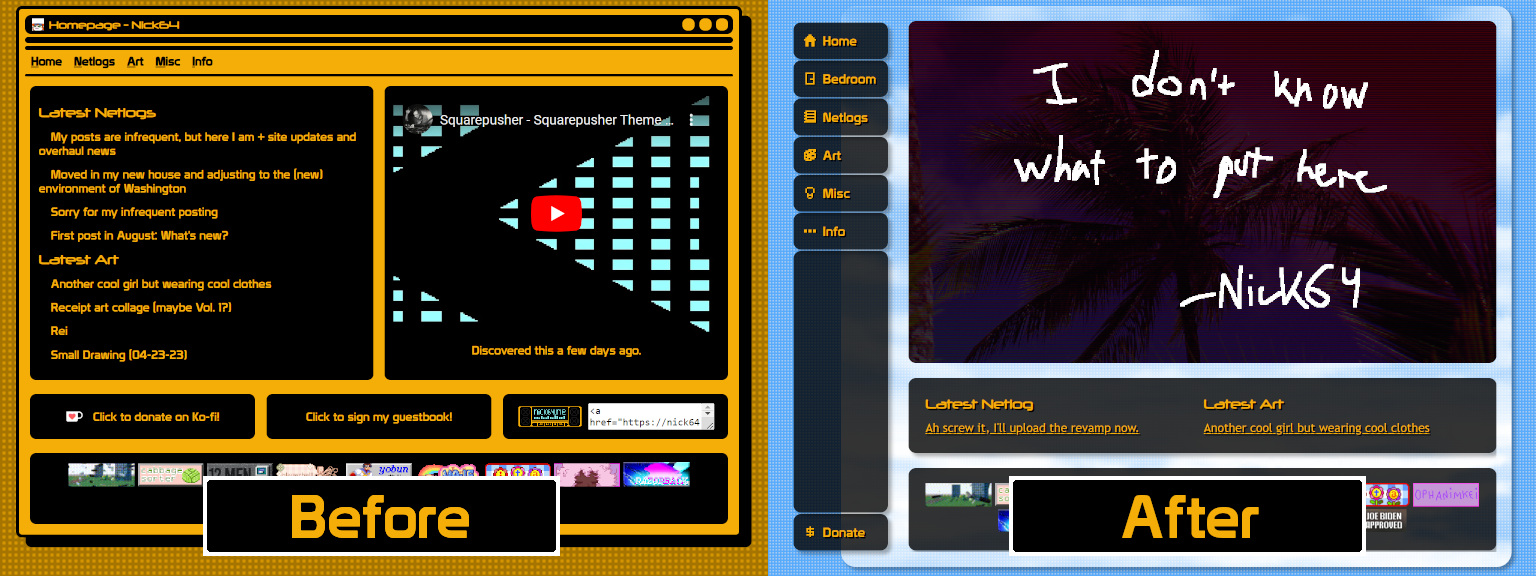 Homepage - Nick64
Home Netlogs Art Misc Info
Latest Netlogs
My posts are infrequent, but here I am + site updates and
overhaul news
Moved in my new house and adjusting to the (new)
environment of Washington
Sorry for my infrequent posting
First post in August: What's new?
Latest Art
Another cool girl but wearing cool clothes
Receipt art collage (maybe Vol. 1?)
Rei
Small Drawing (04-23-23)
Squarepusher - Squarepusher Theme ...
Discovered this a few days ago.
Click to donate on Ko-fi!
Click to sign my guestbook!
NICK64.ME
<a
href="https://nick64
cabbage
sorter
12 MEN
yobun
Before
Home
Bedroom
Netlogs
Art
Misc
Info
Donate
I don't know
what to put here
—Nick64
Latest Netlog
Ah screw it, I'll upload the revamp now.
Latest Art
Another cool girl but wearing cool clothes
OPHANIMKEI
JOE BIDEN
APPROVED
After